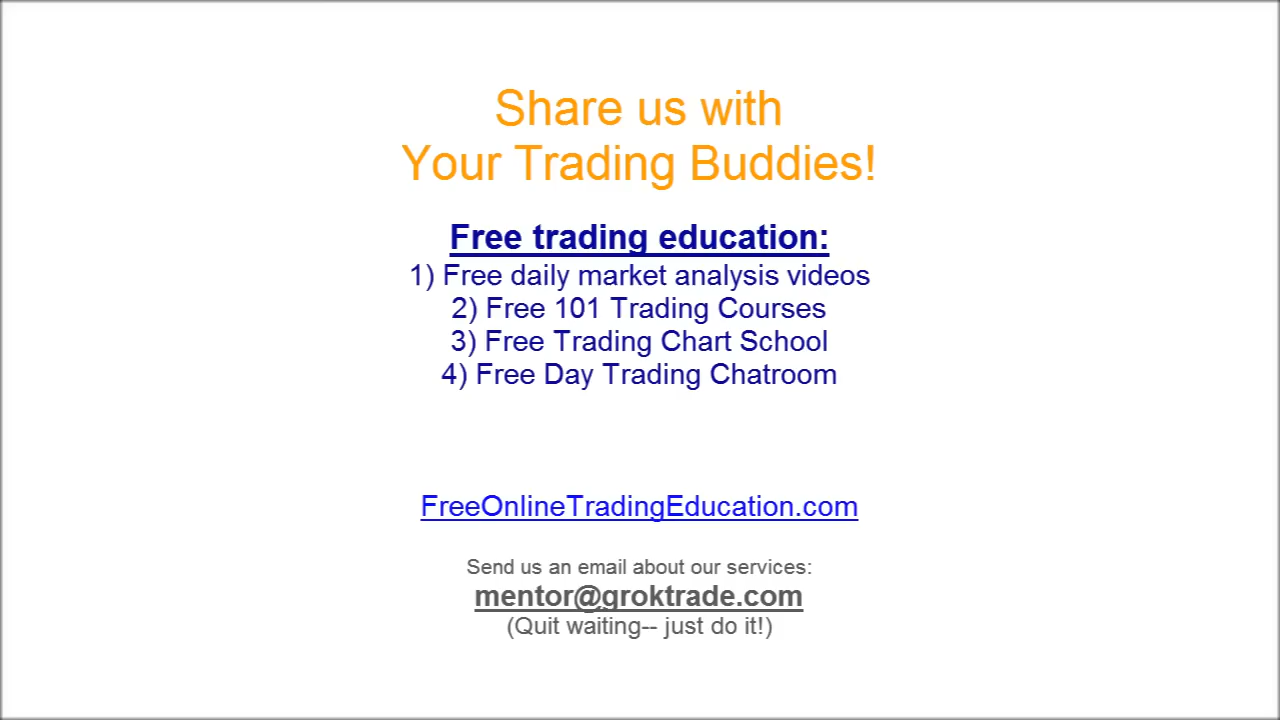 Share us with
Your Trading Buddies!
Free trading education:
1) Free daily market analysis videos
2) Free 101 Trading Courses
3) Free Trading Chart School
4) Free Day Trading Chatroom
FreeOnlineTradingEducation.com
Send us an email about our services:
mentor@groktrade.com
(Quit waiting-- just do it!)